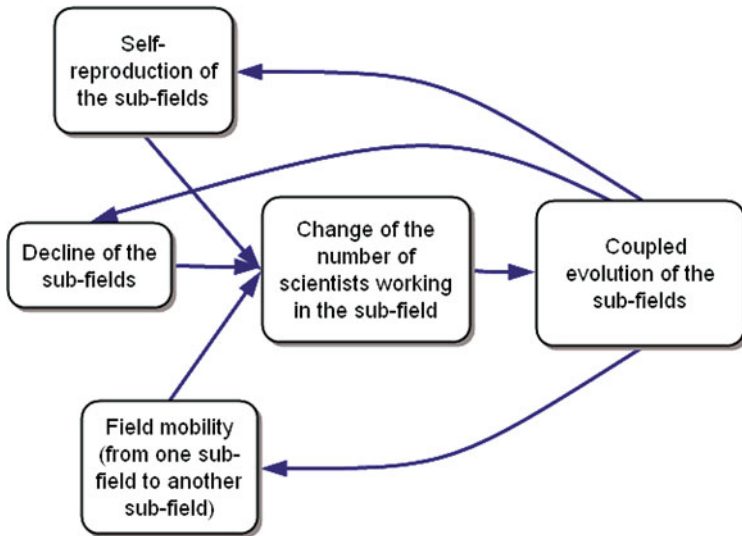 Self-
reproduction of
the sub-fields
Decline of the
sub-fields
Change of the
number of
scientists working
in the sub-field
Coupled
evolution of the
sub-fields
Field mobility
(from one sub-
field to another
sub-field)